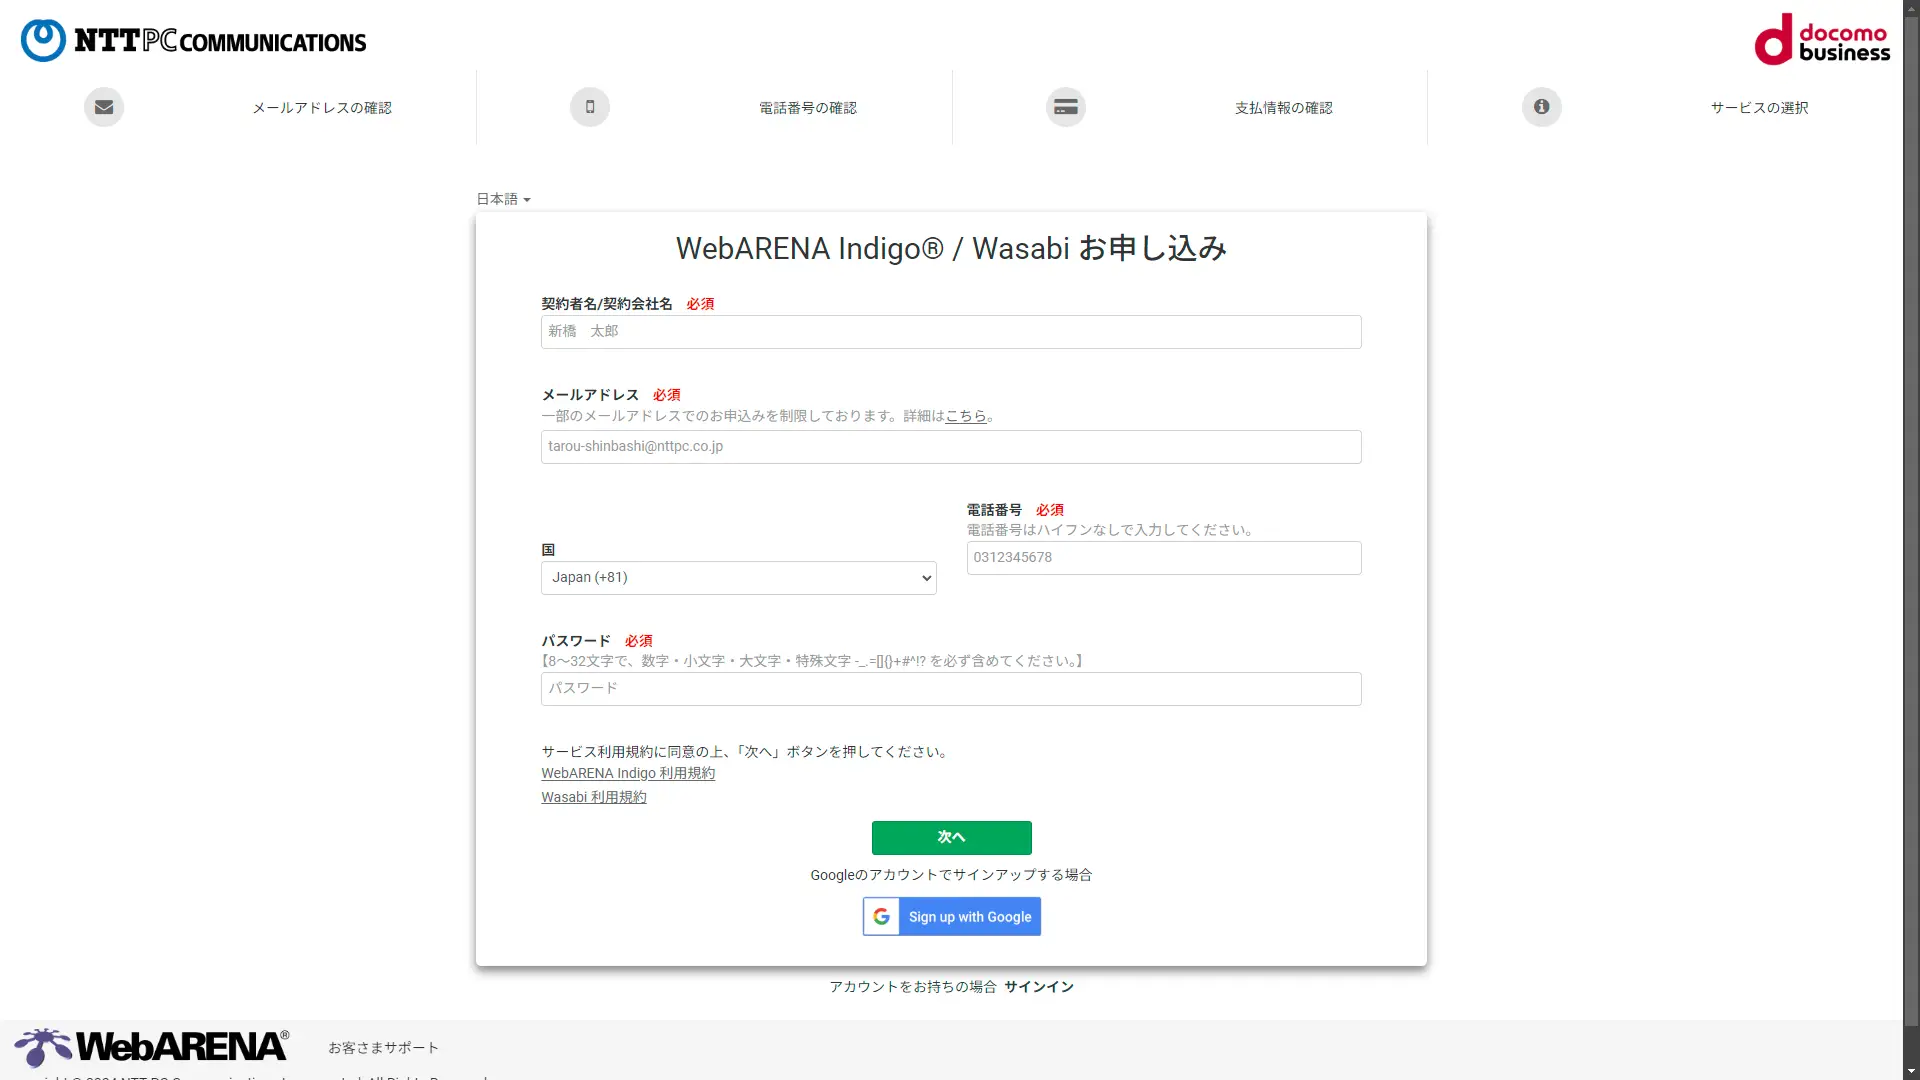 NTTPC COMMUNICATIONS
docomo business
メールアドレスの確認
電話番号の確認
支払情報の確認
サービスの選択
日本語
WebARENA Indigo® / Wasabi お申し込み
契約者名/契約会社名 必須
新橋　太郎
メールアドレス 必須
一部のメールアドレスでのお申込みを制限しております。詳細はこちら。
tarou-shinbashi@nttpc.co.jp
電話番号 必須
電話番号はハイフンなしで入力してください。
0312345678
国
Japan (+81)
パスワード 必須
【8～32文字で、数字・小文字・大文字・特殊文字 -_.=[]{}+#^!? を必ず含めてください。】
パスワード
サービス利用規約に同意の上、「次へ」ボタンを押してください。
WebARENA Indigo 利用規約
Wasabi 利用規約
次へ
Googleのアカウントでサインアップする場合
Sign up with Google
アカウントをお持ちの場合 サインイン
WebARENA®
お客さまサポート